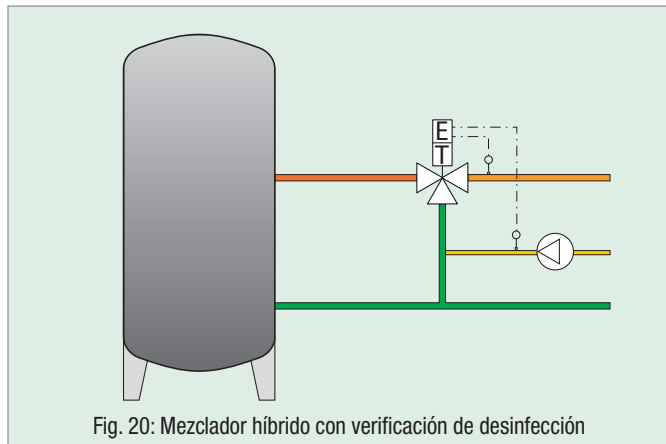 E
T
Fig. 20: Mezclador híbrido con verificación de desinfección